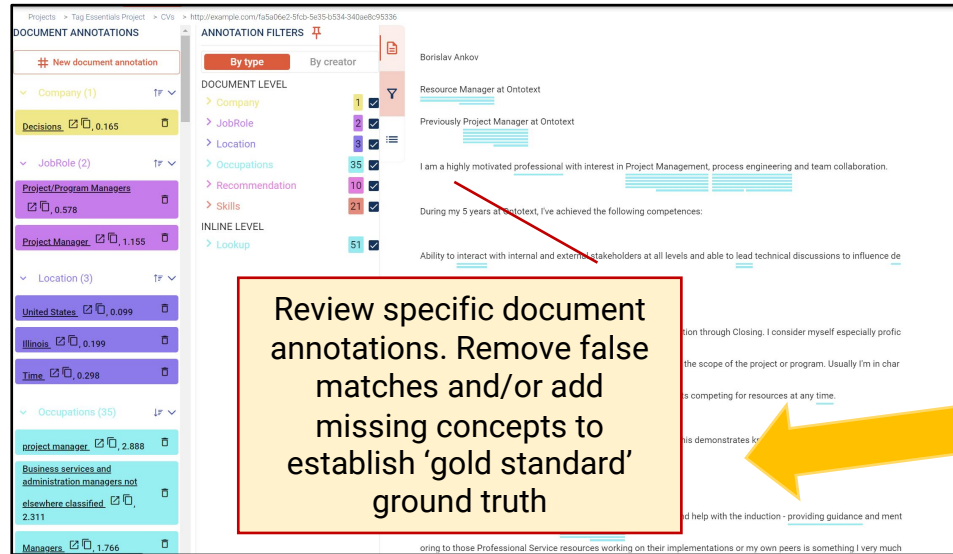 Projects > Tag Essentials Project > CVs > http://example.com/fa5a06e2-5fcb-5e35-b534-340ae8c95336
DOCUMENT ANNOTATIONS
# New document annotation
Company (1)
Decisions , 0.165
JobRole (2)
Project/Program Managers
, 0.578
Project Manager , 1.155
Location (3)
United States , 0.099
Illinois , 0.199
Time , 0.298
Occupations (35)
project manager , 2.888
Business services and
administration managers not
elsewhere classified ,
2.311
Managers , 1.766
ANNOTATION FILTERS
By type By creator
DOCUMENT LEVEL
> Company 1
> JobRole 2
> Location 3
> Occupations 35
> Recommendation 10
> Skills 21
INLINE LEVEL
> Lookup 51
Borislav Ankov
Resource Manager at Ontotext
Previously Project Manager at Ontotext
I am a highly motivated professional with interest in Project Management, process engineering and team collaboration.
During my 5 years at Ontotext, I've achieved the following competences:
Ability to interact with internal and external stakeholders at all levels and able to lead technical discussions to influence de
tion through Closing. I consider myself especially profic
the scope of the project or program. Usually I'm in char
ts competing for resources at any time.
his demonstrates
nd help with the induction - providing guidance and ment
oring to those Professional Service resources working on their implementations or my own peers is something I very much
Review specific document
annotations. Remove false
matches and/or add
missing concepts to
establish ‘gold standard’
ground truth